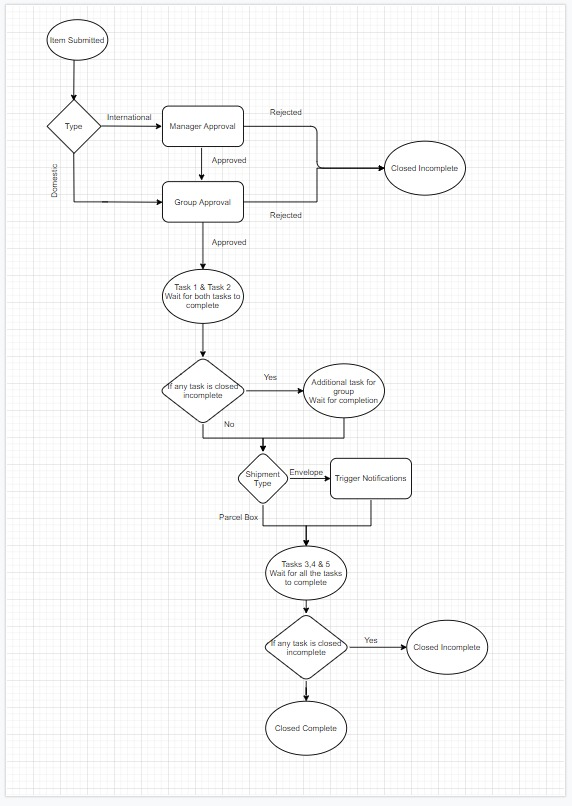 Item Submitted
Type
International
Manager Approval
Rejected
Closed Incomplete
Approved
Domestic
Group Approval
Rejected
Approved
Task 1 & Task 2
Wait for both tasks to
complete
If any task is closed
incomplete
Yes
Additional task for
group
Wait for completion
No
Shipment
Type
Envelope
Trigger Notifications
Parcel Box
Tasks 3,4 & 5
Wait for all the tasks
to complete
If any task is closed
incomplete
Yes
Closed Incomplete
Closed Complete